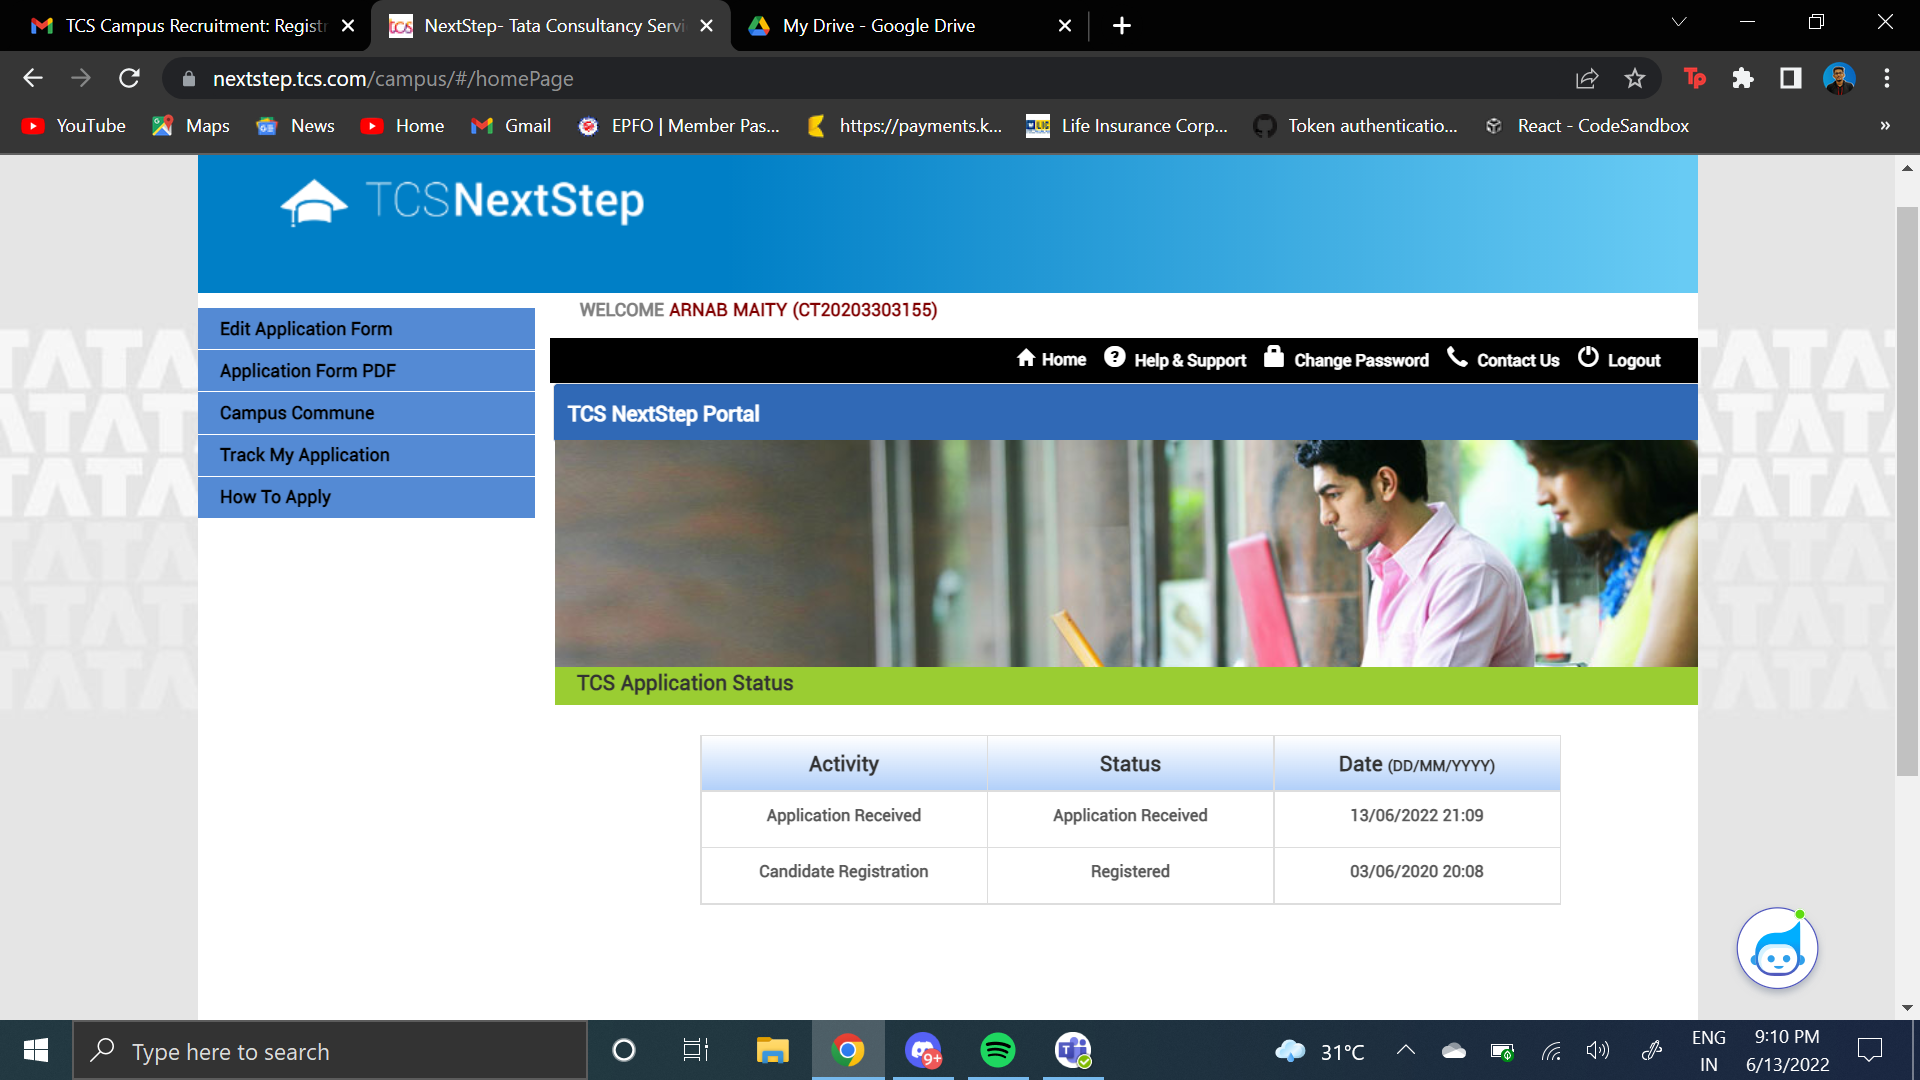 TCS Campus Recruitment: Registr
NextStep- Tata Consultancy Servi
My Drive - Google Drive
nextstep.tcs.com/campus/#/homePage
YouTube
Maps
News
Home
Gmail
EPFO | Member Pas...
https://payments.k...
Life Insurance Corp...
Token authenticatio...
React - CodeSandbox
»
TCSNextStep
WELCOME ARNAB MAITY (CT20203303155)
Edit Application Form
Application Form PDF
Campus Commune
Track My Application
How To Apply
Home
Help & Support
Change Password
Contact Us
Logout
TCS NextStep Portal
TCS Application Status
Activity Status Date (DD/MM/YYYY)
Application Received Application Received 13/06/2022 21:09
Candidate Registration Registered 03/06/2020 20:08
Type here to search
9+
31°C
ENG
IN
9:10 PM
6/13/2022